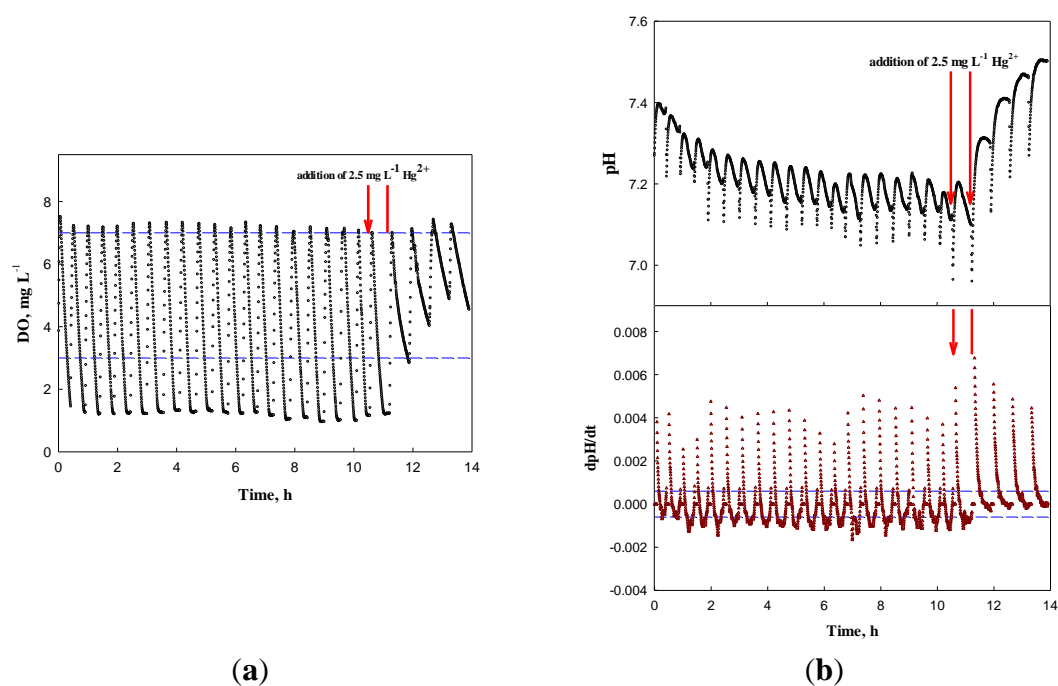 addition of 2.5 mg L-1 Hg2+
DO, mg L-1
8
6
4
2
0
0 2 4 6 8 10 12 14
Time, h
(a)
addition of 2.5 mg L-1 Hg2+
pH
7.6
7.4
7.2
7.0
dpH/dt
0.008
0.006
0.004
0.002
0.000
-0.002
-0.004
0 2 4 6 8 10 12 14
Time, h
(b)